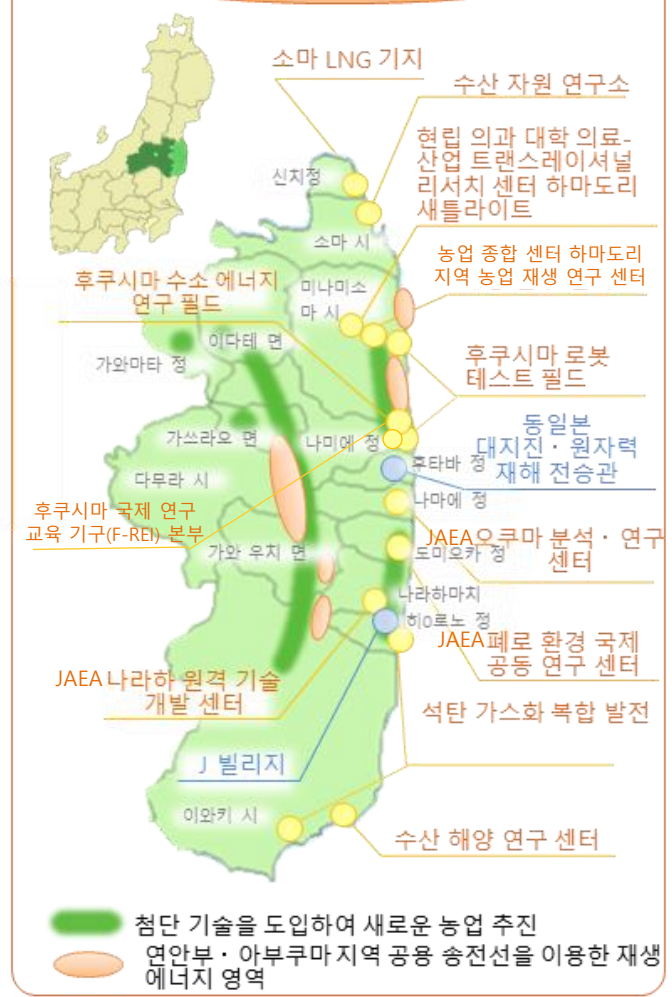 소마 LNG 기지
수산 자원 연구소
현립 의과 대학 의료-
산업 트랜스레이셔널
리서치 센터 하마도리
새틀라이트
신치정
소마 시
농업 종합 센터 하마도리
지역 농업 재생 연구 센터
후쿠시마 수소 에너지
연구 필드
미나미소
마 시
이다테 면
가와마타 정
후쿠시마 로봇
테스트 필드
동일본
대지진・원자력
재해 전승관
가쓰라오 면
나미에 정
후타바 정
다무라 시
나마에 정
후쿠시마 국제 연구
교육 기구(F-REI) 본부
JAEA오쿠마 분석・연구
센터
가와 우치 면
도미오카 정
나라하마치
히о르노 정
JAEA폐로 환경 국제
공동 연구 센터
JAEA 나라하 원격 기술
개발 센터
석탄 가스화 복합 발전
J 빌리지
이와키 시
수산 해양 연구 센터
첨단 기술을 도입하여 새로운 농업 추진
연안부・아부쿠마 지역 공용 송전선을 이용한 재생
에너지 영역